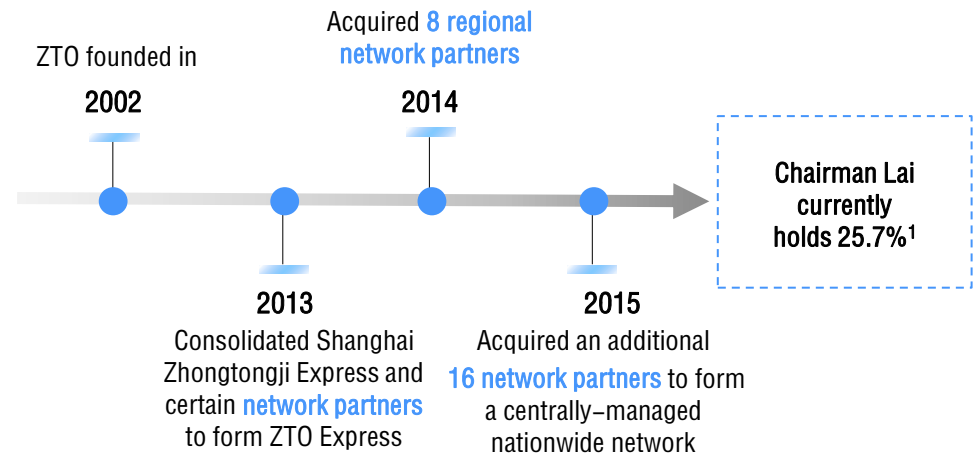 ZTO founded in
2002
2013
Consolidated Shanghai
Zhongtongji Express and
certain network partners
to form ZTO Express
Acquired 8 regional
network partners
2014
2015
Acquired an additional
16 network partners to form
a centrally–managed
nationwide network
Chairman Lai
currently
holds 25.7%¹